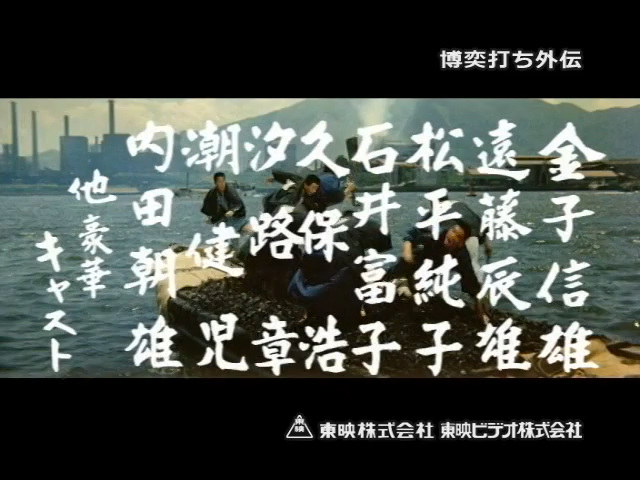 博奕打ち外伝
金子信雄
遠藤辰雄
松平純子
石井富子
久保浩
汐路章
潮健児
内田朝雄
他豪華
キャスト
東映
東映株式会社 東映ビデオ株式会社